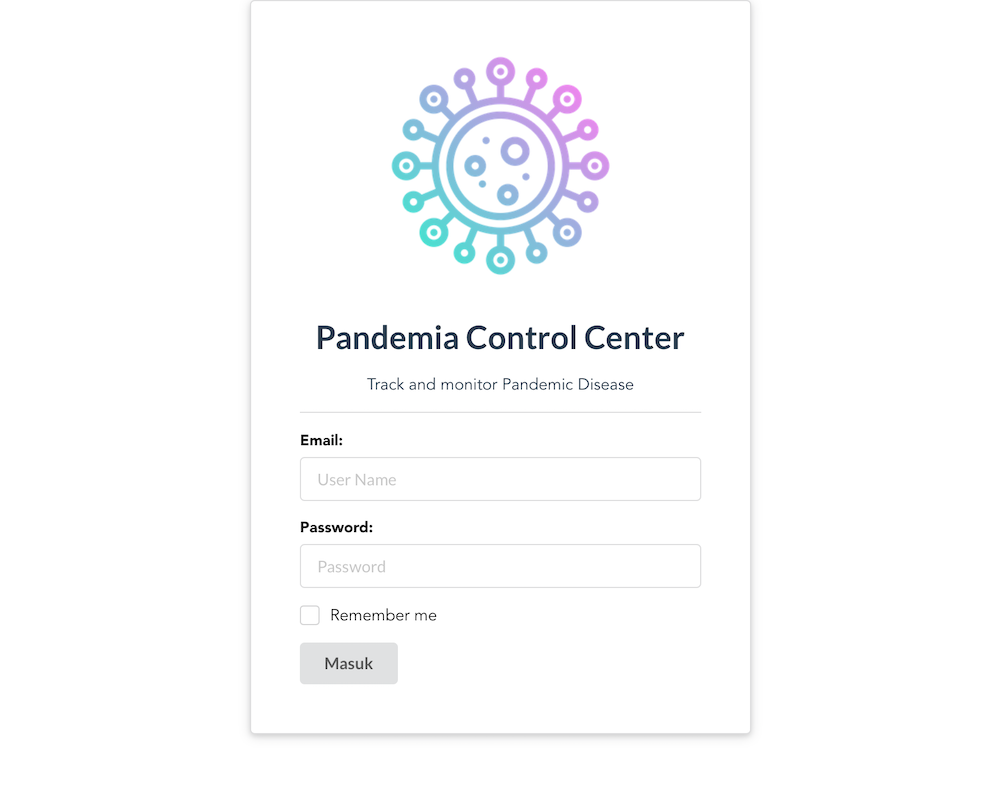 Pandemia Control Center
Track and monitor Pandemic Disease
Email:
User Name
Password:
Password
Remember me
Masuk